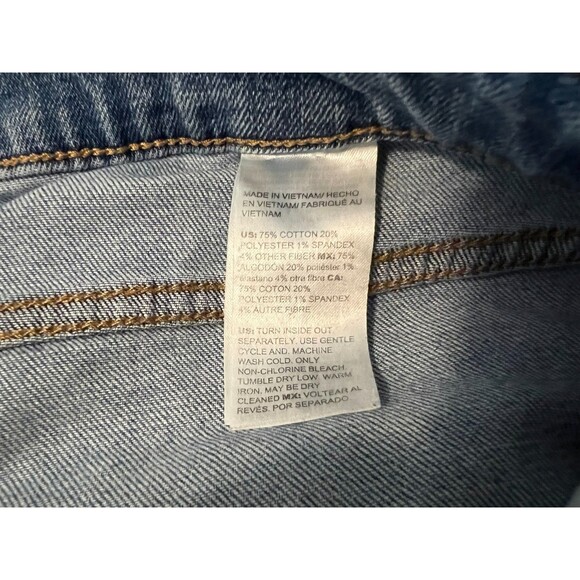 MADE IN VIETNAM/ HECHO
EN VIETNAM/ FABRIQUÉ AU
VIETNAM
US: 75% COTTON 20%
POLYESTER 1% SPANDEX
4% OTHER FIBER MX: 75%
ALGODÓN 20% poliéster 1%
elastano 4% otra fibra CA:
75% COTON 20%
POLYESTER 1% SPANDEX
4% AUTRE FIBRE
US: TURN INSIDE OUT
SEPARATELY. USE GENTLE
CYCLE AND. MACHINE
WASH COLD. ONLY
NON-CHLORINE BLEACH.
TUMBLE DRY LOW. WARM
IRON, MAY BE DRY
CLEANED MX: VOLTEAR AL
REVÉS. POR SEPARADO